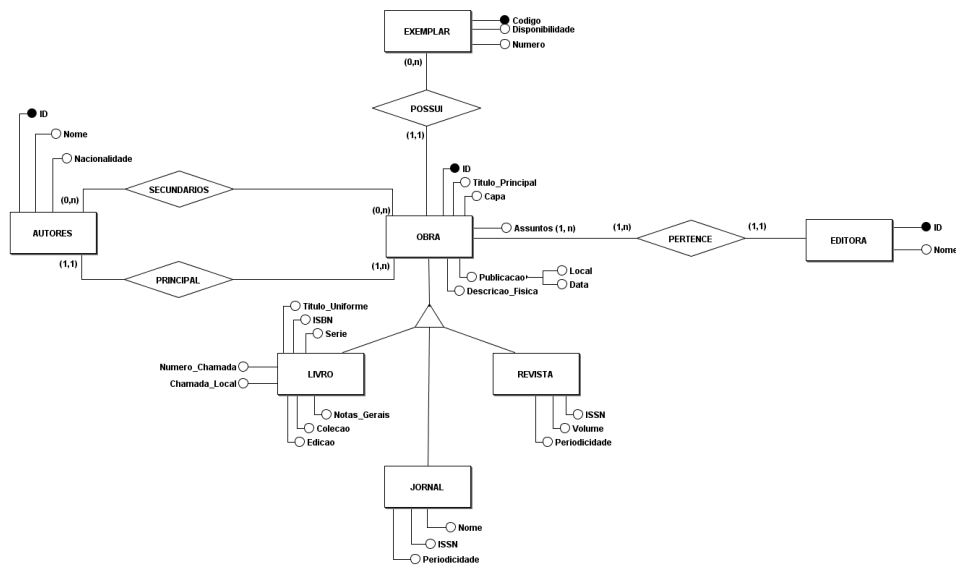 EXEMPLAR
Codigo
Disponibilidade
Numero
(0,n)
POSSUI
(1,1)
ID
Nome
Nacionalidade
(0,n)
SECUNDARIOS
(0,n)
AUTORES
(1,1)
PRINCIPAL
(1,n)
ID
Titulo_Principal
Capa
OBRA
Assuntos (1, n)
Publicacao
Local
Data
Descricao_Fisica
(1,n)
PERTENCE
(1,1)
EDITORA
ID
Nome
Titulo_Uniforme
ISBN
Serie
Numero_Chamada
Chamada_Local
LIVRO
Notas_Gerais
Colecao
Edicao
REVISTA
ISSN
Volume
Periodicidade
JORNAL
Nome
ISSN
Periodicidade